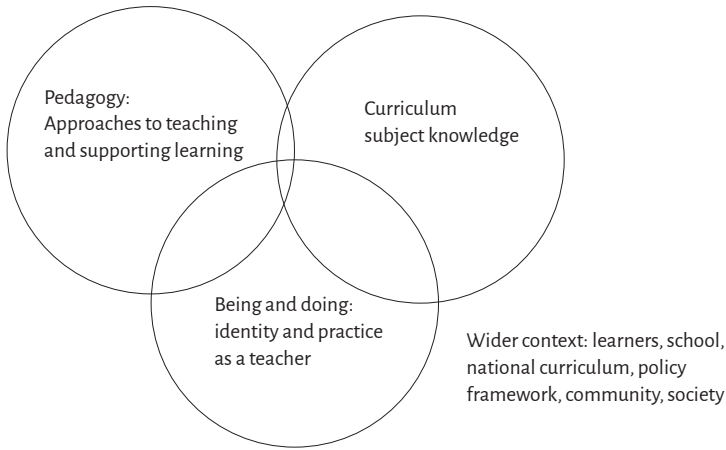 Pedagogy:
Approaches to teaching
and supporting learning
Curriculum
subject knowledge
Being and doing:
identity and practice
as a teacher
Wider context: learners, school,
national curriculum, policy
framework, community, society